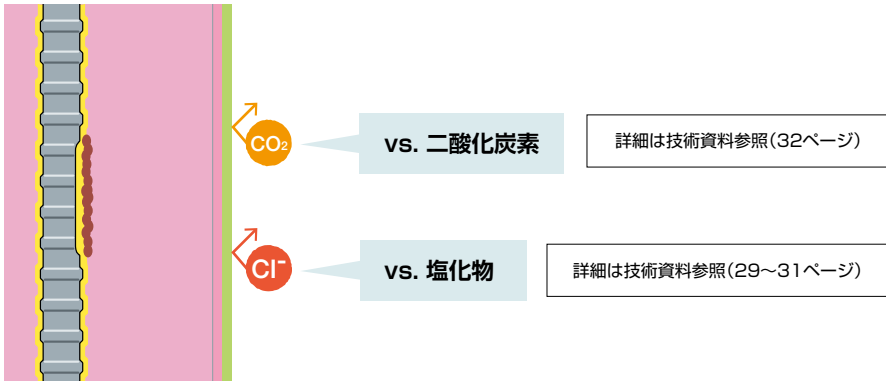 CO₂
vs. 二酸化炭素
詳細は技術資料参照(32ページ)
Cl⁻
vs. 塩化物
詳細は技術資料参照(29〜31ページ)